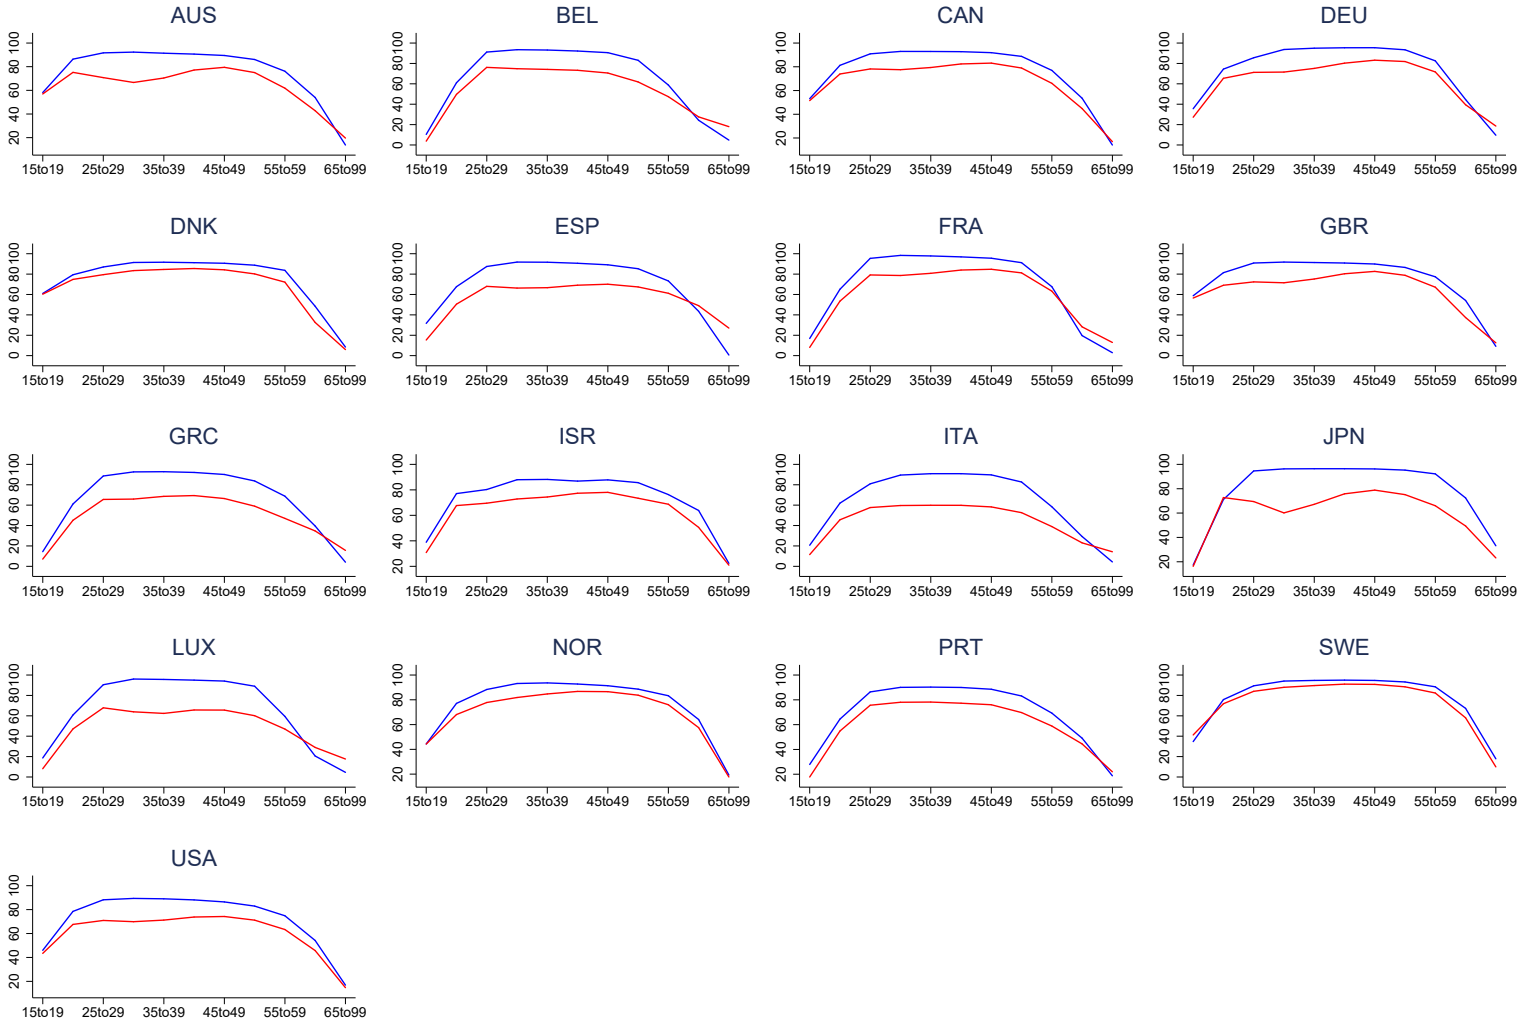 AUS BEL CAN DEU
100 80 60 40 20
100 80 60 40 20 0
100 80 60 40 20
100 80 60 40 20 0
15to19 25to29 35to39 45to49 55to59 65to99 15to19 25to29 35to39 45to49 55to59 65to99 15to19 25to29 35to39 45to49 55to59 65to99 15to19 25to29 35to39 45to49 55to59 65to99
DNK ESP FRA GBR
100 80 60 40 20 0
100 80 60 40 20 0
100 80 60 40 20 0
100 80 60 40 20 0
15to19 25to29 35to39 45to49 55to59 65to99 15to19 25to29 35to39 45to49 55to59 65to99 15to19 25to29 35to39 45to49 55to59 65to99 15to19 25to29 35to39 45to49 55to59 65to99
GRC ISR ITA JPN
100 80 60 40 20 0
100 80 60 40 20
100 80 60 40 20 0
100 80 60 40 20
15to19 25to29 35to39 45to49 55to59 65to99 15to19 25to29 35to39 45to49 55to59 65to99 15to19 25to29 35to39 45to49 55to59 65to99 15to19 25to29 35to39 45to49 55to59 65to99
LUX NOR PRT SWE
100 80 60 40 20 0
100 80 60 40 20
100 80 60 40 20
100 80 60 40 20 0
15to19 25to29 35to39 45to49 55to59 65to99 15to19 25to29 35to39 45to49 55to59 65to99 15to19 25to29 35to39 45to49 55to59 65to99 15to19 25to29 35to39 45to49 55to59 65to99
USA
100 80 60 40 20
15to19 25to29 35to39 45to49 55to59 65to99